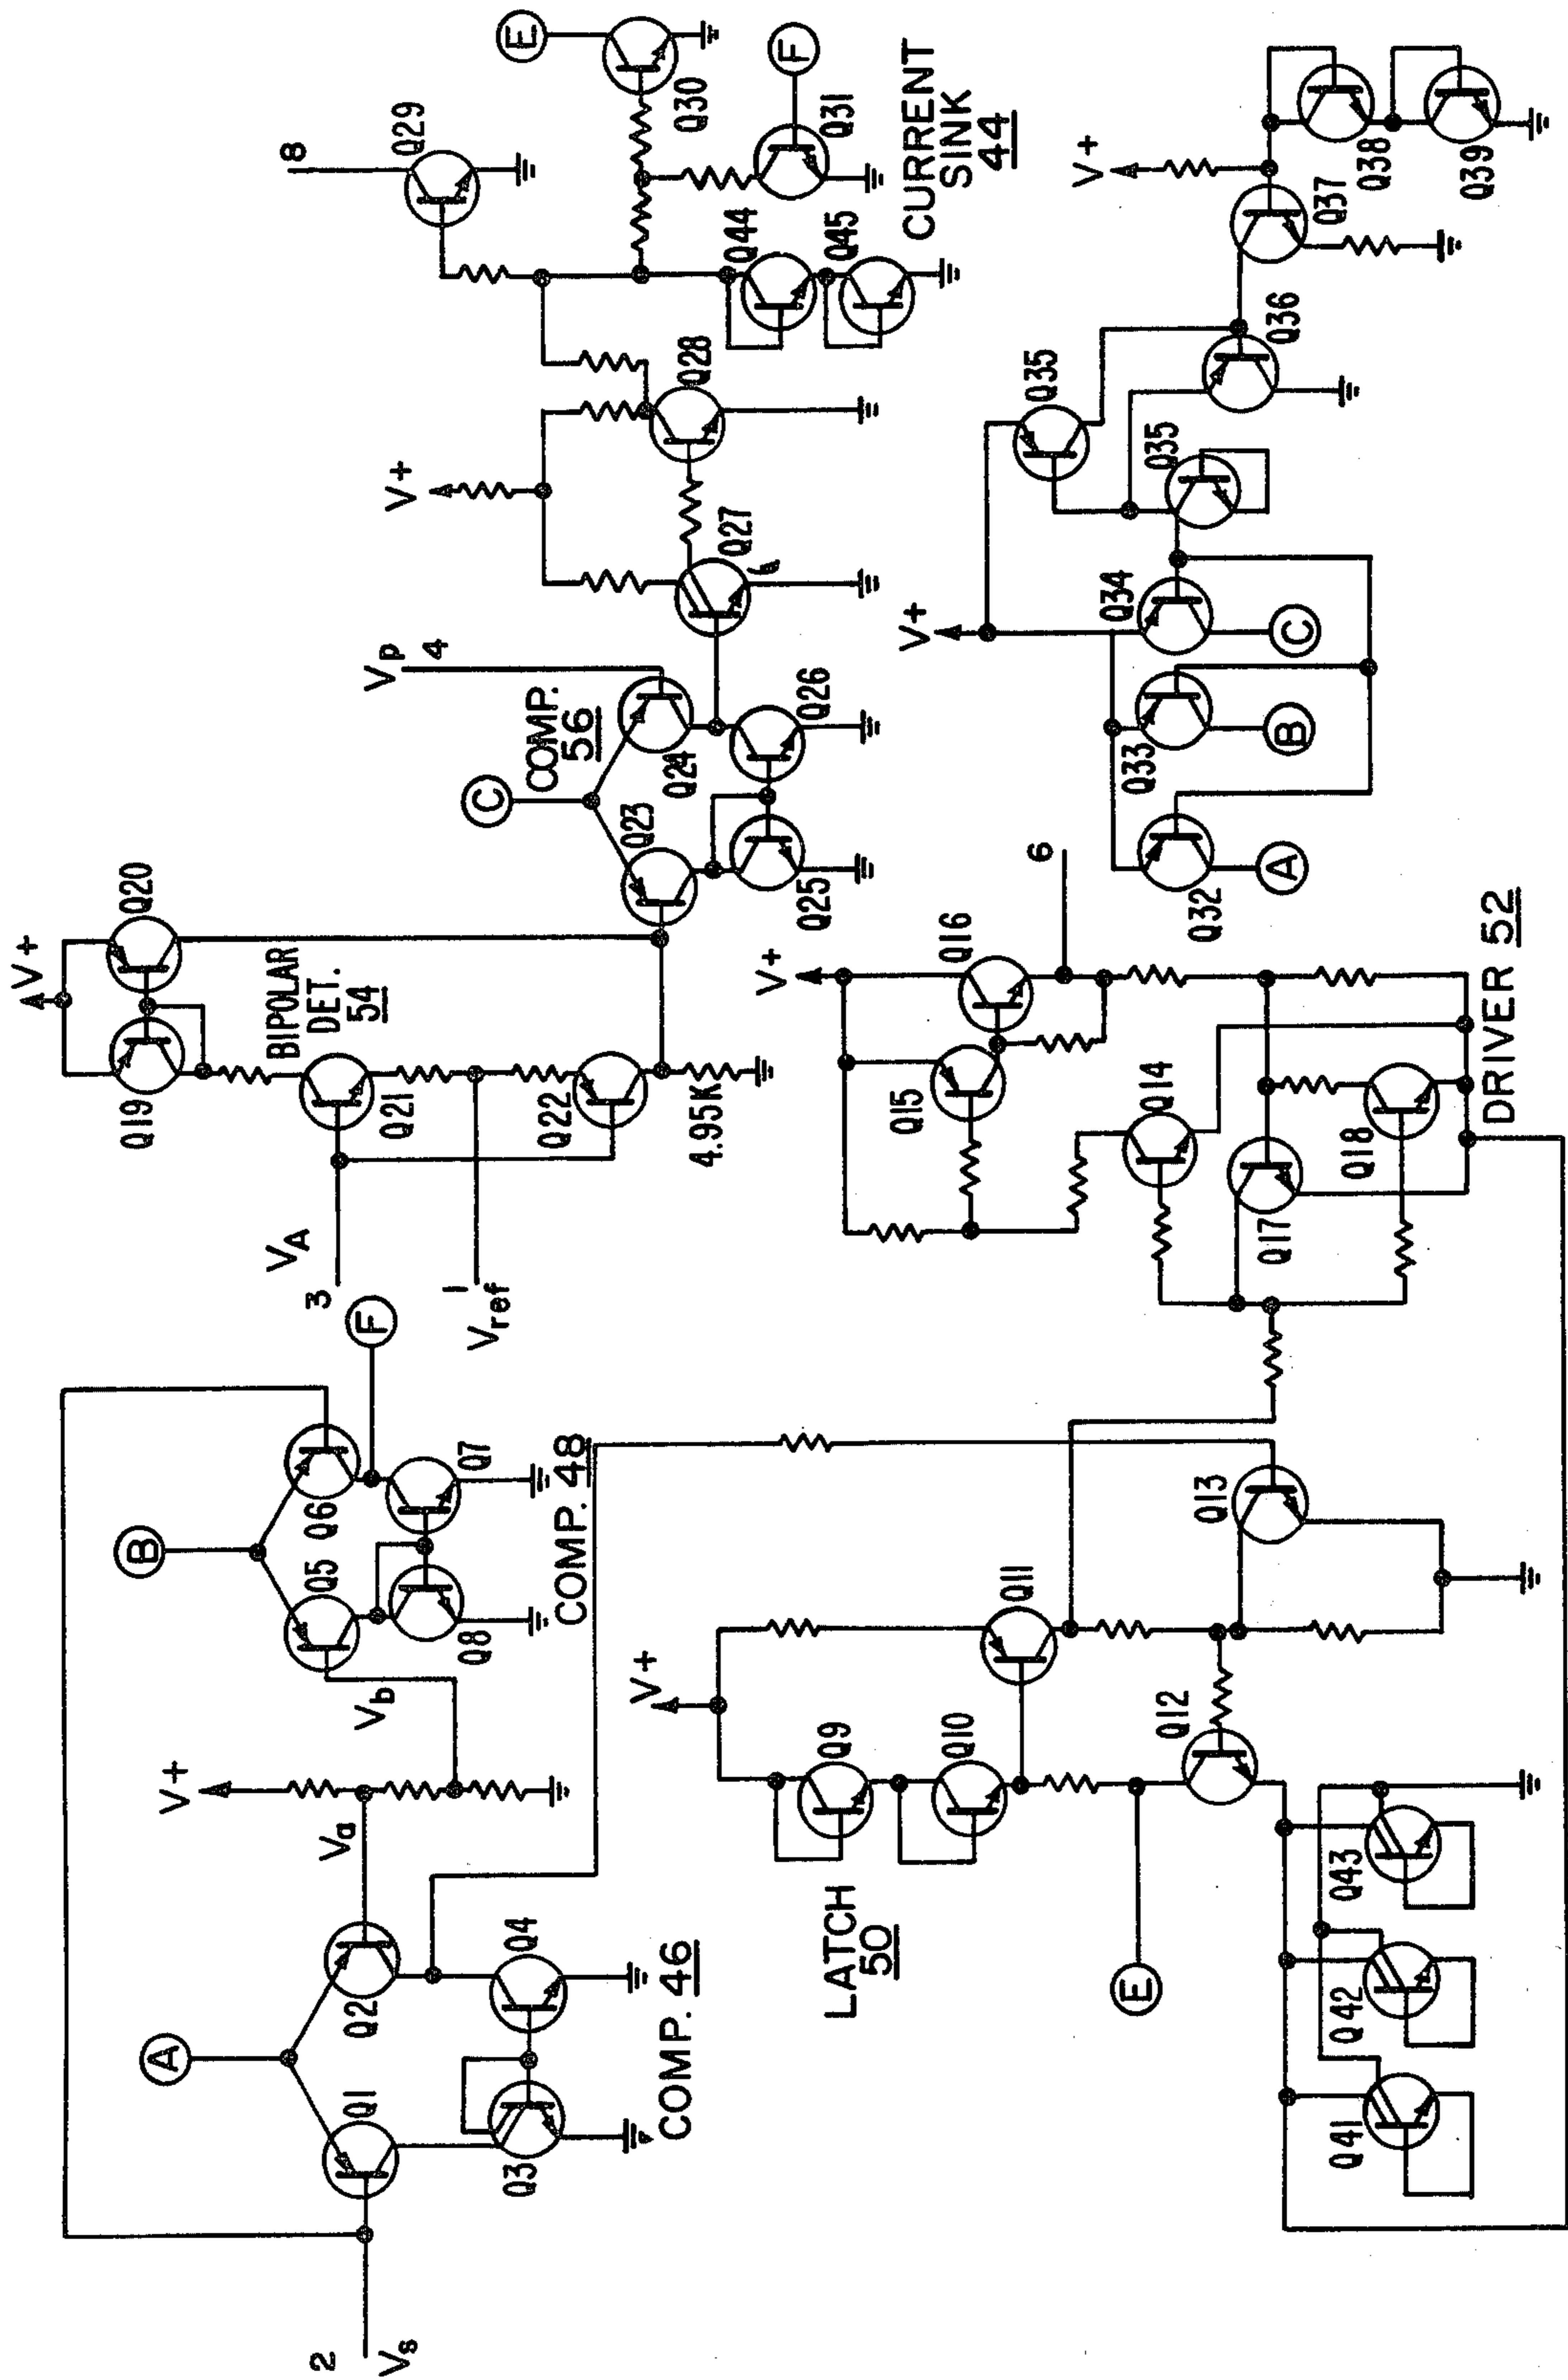 2
Vs
A
Q1
Q2
Q3
Q4
COMP. 46
Va
V+
Vb
B
Q5
Q6
Q8
Q7
COMP. 48
F
3
VA
1
Vref
V+
Q19
Q20
BIPOLAR
DET.
54
Q21
Q22
4.95K
C
COMP.
56
Vp
4
Q23
Q24
Q25
Q26
V+
Q27
Q28
8
Q29
E
Q30
F
Q31
Q44
Q45
CURRENT
SINK
44
LATCH
50
V+
Q9
Q10
Q11
E
Q12
Q13
Q41
Q42
Q43
V+
Q15
Q16
6
Q14
Q17
Q18
DRIVER 52
V+
Q32
A
Q33
B
Q34
C
Q35
Q35
Q36
V+
Q37
Q38
Q39